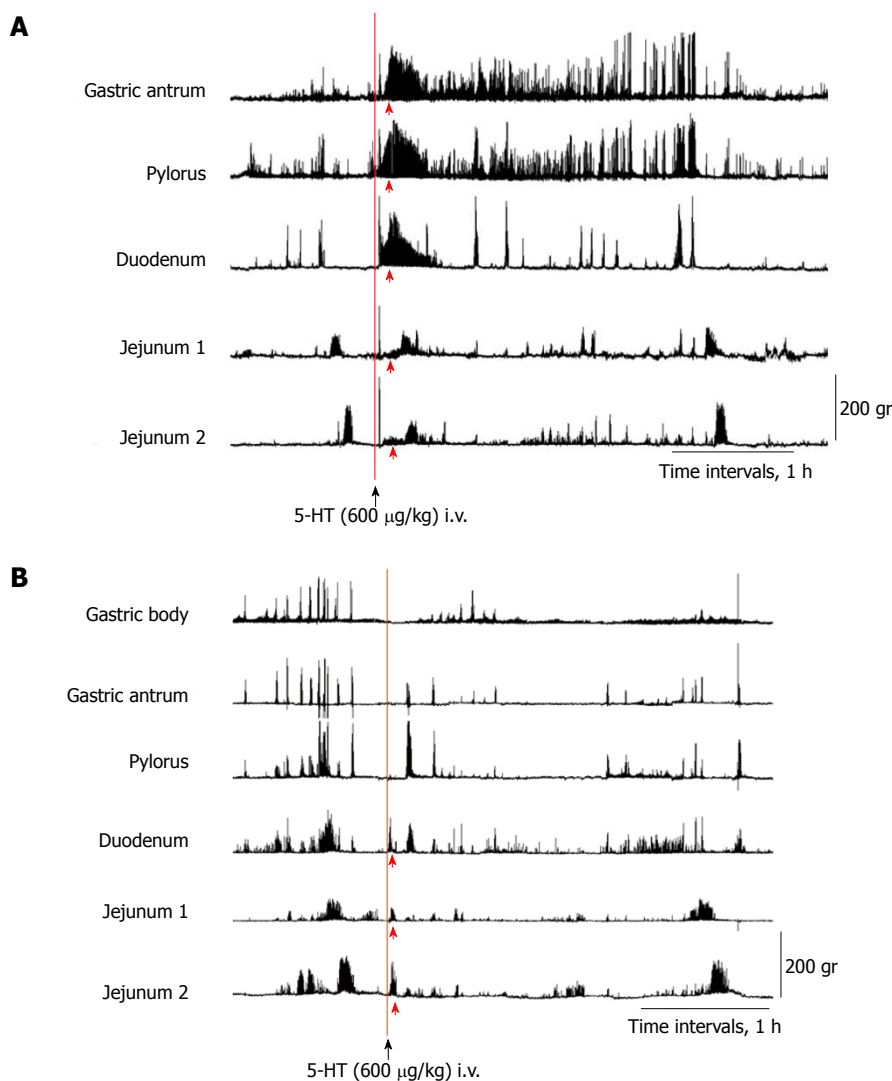 A
Gastric antrum
Pylorus
Duodenum
Jejunum 1
Jejunum 2
200 gr
Time intervals, 1 h
5-HT (600 μg/kg) i.v.
B
Gastric body
Gastric antrum
Pylorus
Duodenum
Jejunum 1
Jejunum 2
200 gr
Time intervals, 1 h
5-HT (600 μg/kg) i.v.